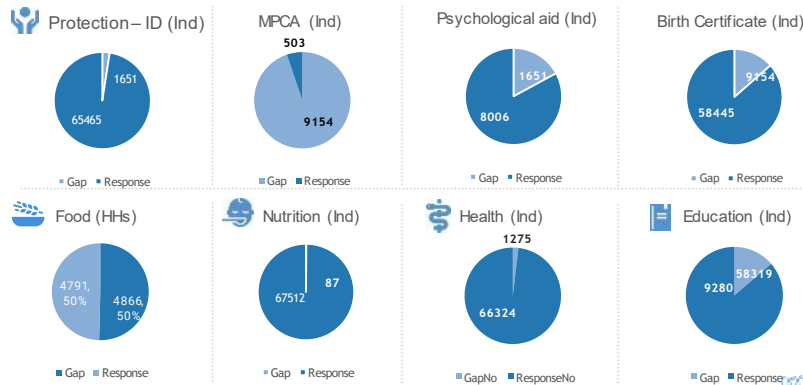 Protection – ID (Ind)
1651
65465
Gap Response
MPCA (Ind)
503
9154
Gap Response
Psychological aid (Ind)
1651
8006
Gap Response
Birth Certificate (Ind)
9154
58445
Gap Response
Food (HHs)
4791, 50%
4866, 50%
Gap Response
Nutrition (Ind)
87
67512
Gap Response
Health (Ind)
1275
66324
GapNo ResponseNo
Education (Ind)
58319
9280
Gap Response